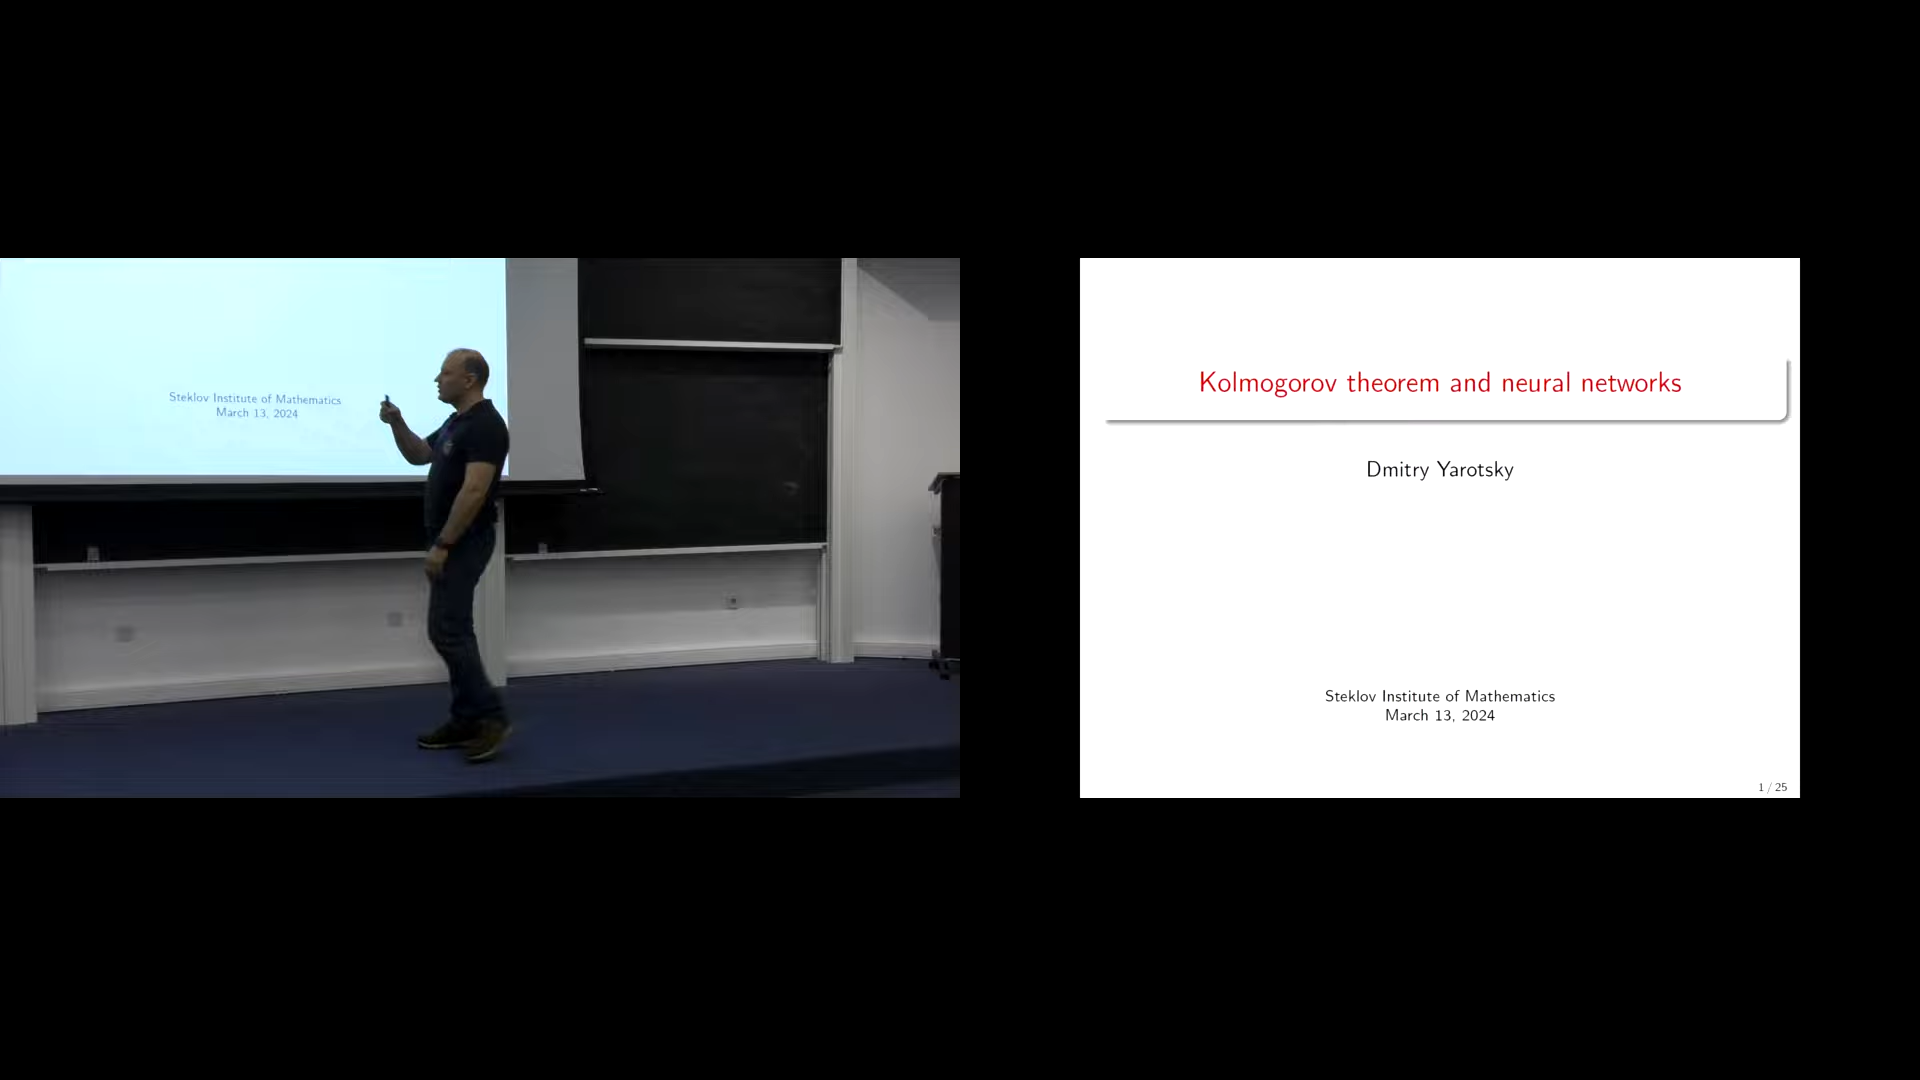 Steklov Institute of Mathematics
March 13, 2024
Kolmogorov theorem and neural networks
Dmitry Yarotsky
Steklov Institute of Mathematics
March 13, 2024
1 / 25